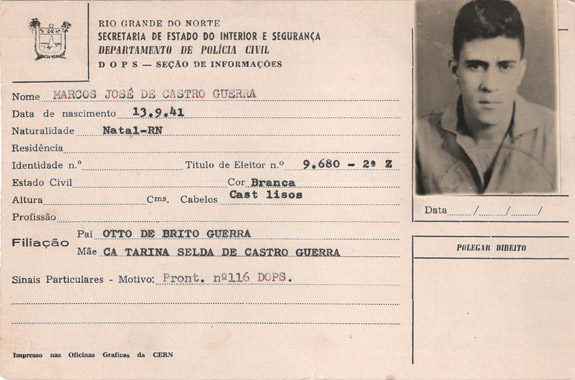 RIO GRANDE DO NORTE
SECRETARIA DE ESTADO DO INTERIOR E SEGURANÇA
DEPARTAMENTO DE POLÍCIA CIVIL
DOPS — SEÇÃO DE INFORMAÇÕES
Nome MARCOS JOSÉ DE CASTRO GUERRA
Data de nascimento 13.9.41
Naturalidade Natal-RN
Residência
Identidade n.º Título de Eleitor n.º 9.680 - 2ª Z
Estado Civil Cor Branca
Altura Cms, Cabelos Cast lisos
Profissão
Filiação
Pai OTTO DE BRITO GUERRA
Mãe CA TARINA SELDA DE CASTRO GUERRA
Sinais Particulares - Motivo: Pront. nº116 DOPS.
Impresso nas Oficinas Graficas da CERN
Data / / /
POLEGAR DIREITO